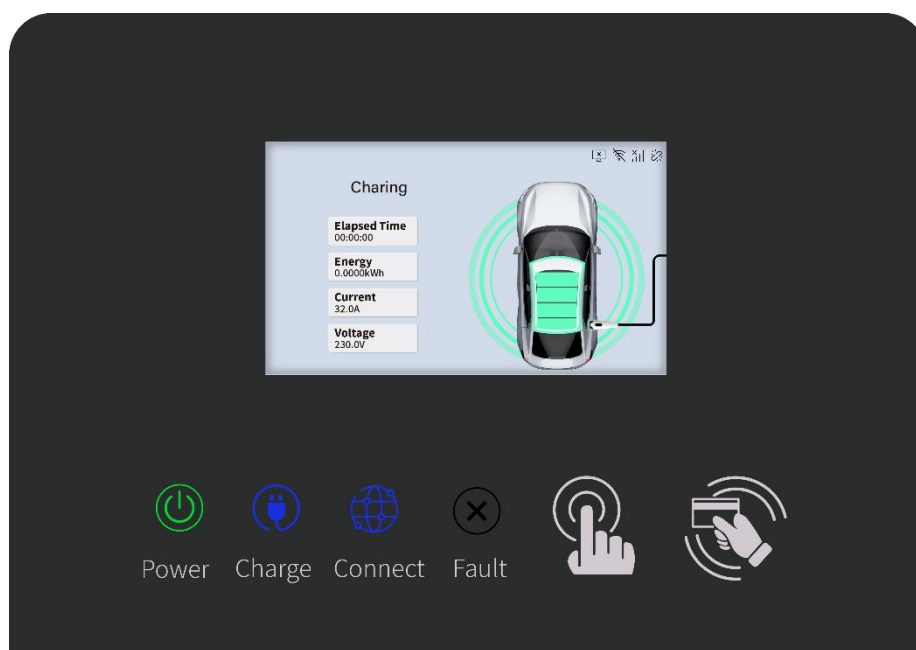 Charing
Elapsed Time
00:00:00
Energy
0.0000kWh
Current
32.0A
Voltage
230.0V
Power Charge Connect Fault